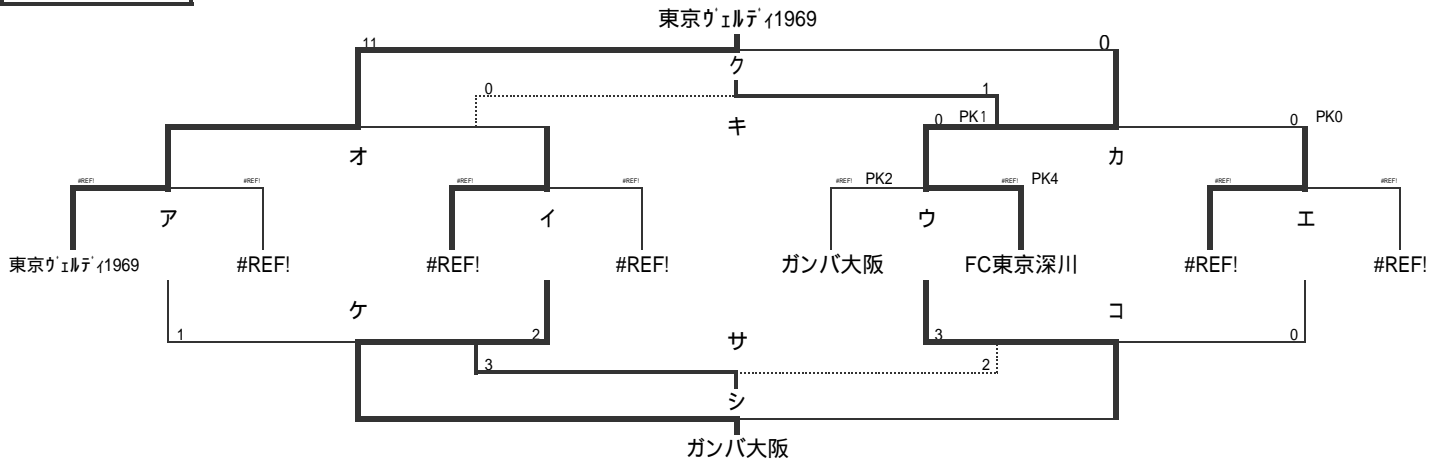 東京ｳﾞｪﾙﾃﾞｨ1969
11 0
ク
0 1
キ
0 PK1 0 PK0
オ カ
#REF! #REF! #REF! #REF! #REF! PK2 #REF! PK4 #REF! #REF!
ア イ ウ エ
東京ｳﾞｪﾙﾃﾞｨ1969 #REF! #REF! #REF! ガンバ大阪 FC東京深川 #REF! #REF!
ケ コ
1 2 サ 3 0
3 2
シ
ガンバ大阪